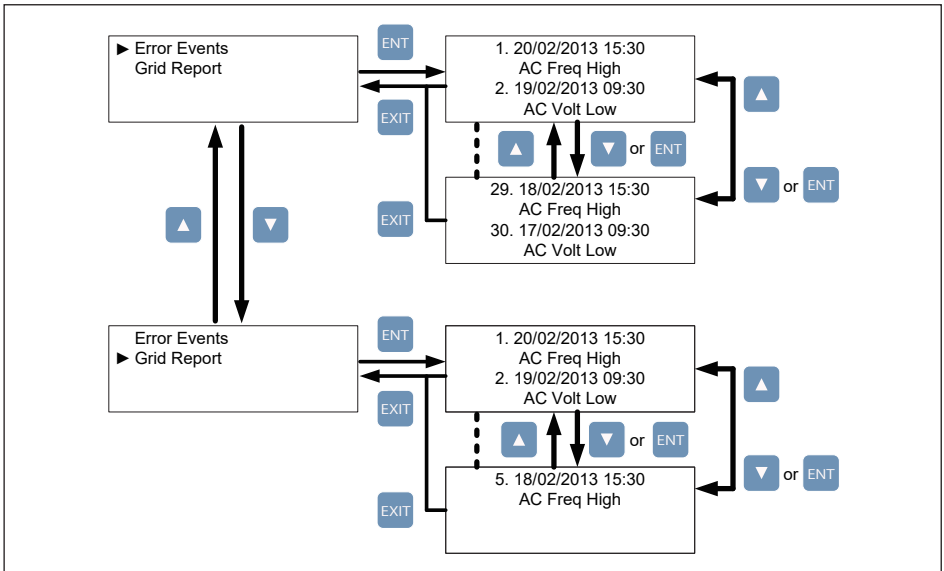 ► Error Events
Grid Report
ENT
EXIT
1. 20/02/2013 15:30
AC Freq High
2. 19/02/2013 09:30
AC Volt Low
▲
▲ ▼ or ENT
▼ or ENT
EXIT
29. 18/02/2013 15:30
AC Freq High
30. 17/02/2013 09:30
AC Volt Low
▲ ▼
Error Events
► Grid Report
ENT
EXIT
1. 20/02/2013 15:30
AC Freq High
2. 19/02/2013 09:30
AC Volt Low
▲
▲ ▼ or ENT
▼ or ENT
EXIT
5. 18/02/2013 15:30
AC Freq High